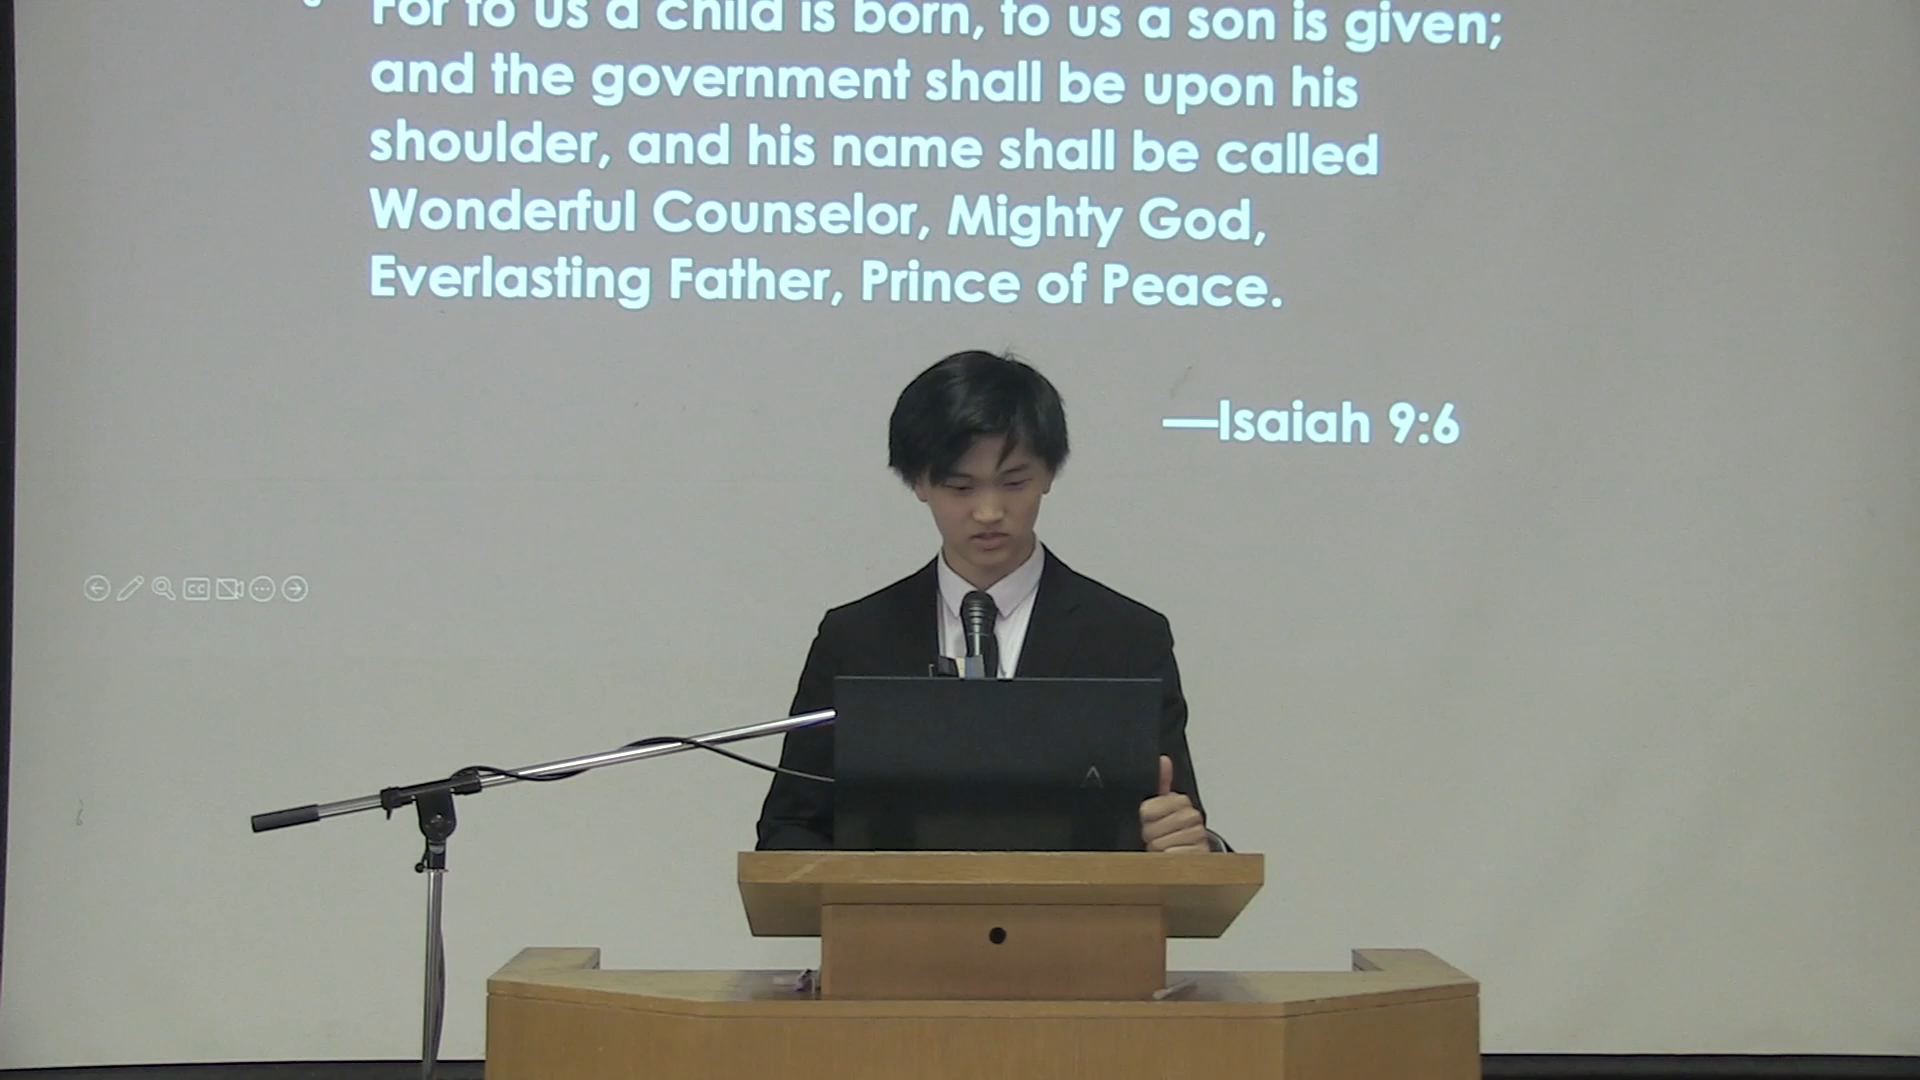 For to us a child is born, to us a son is given;
and the government shall be upon his
shoulder, and his name shall be called
Wonderful Counselor, Mighty God,
Everlasting Father, Prince of Peace.
—Isaiah 9:6
CC